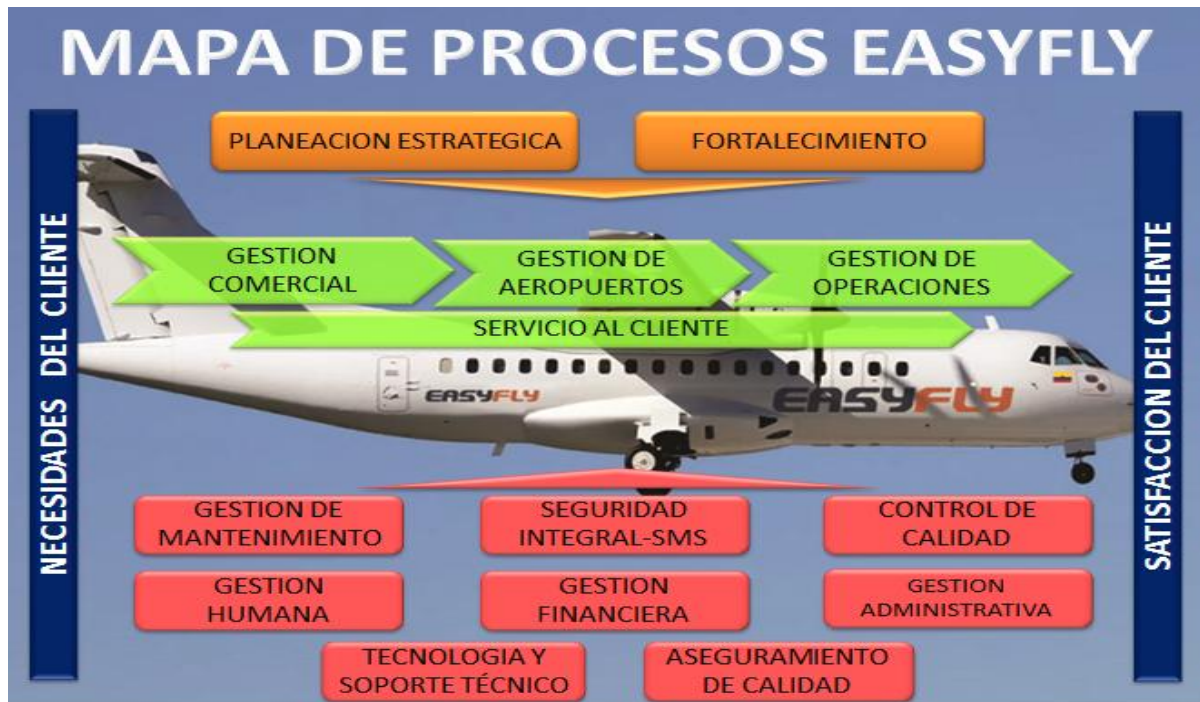 MAPA DE PROCESOS EASYFLY
NECESIDADES DEL CLIENTE
PLANEACION ESTRATEGICA
FORTALECIMIENTO
GESTION
COMERCIAL
GESTION DE
AEROPUERTOS
GESTION DE
OPERACIONES
SERVICIO AL CLIENTE
EASYFLY
EASYFLY
GESTION DE
MANTENIMIENTO
SEGURIDAD
INTEGRAL-SMS
CONTROL DE
CALIDAD
GESTION
HUMANA
GESTION
FINANCIERA
GESTION
ADMINISTRATIVA
TECNOLOGIA Y
SOPORTE TÉCNICO
ASEGURAMIENTO
DE CALIDAD
SATISFACCION DEL CLIENTE